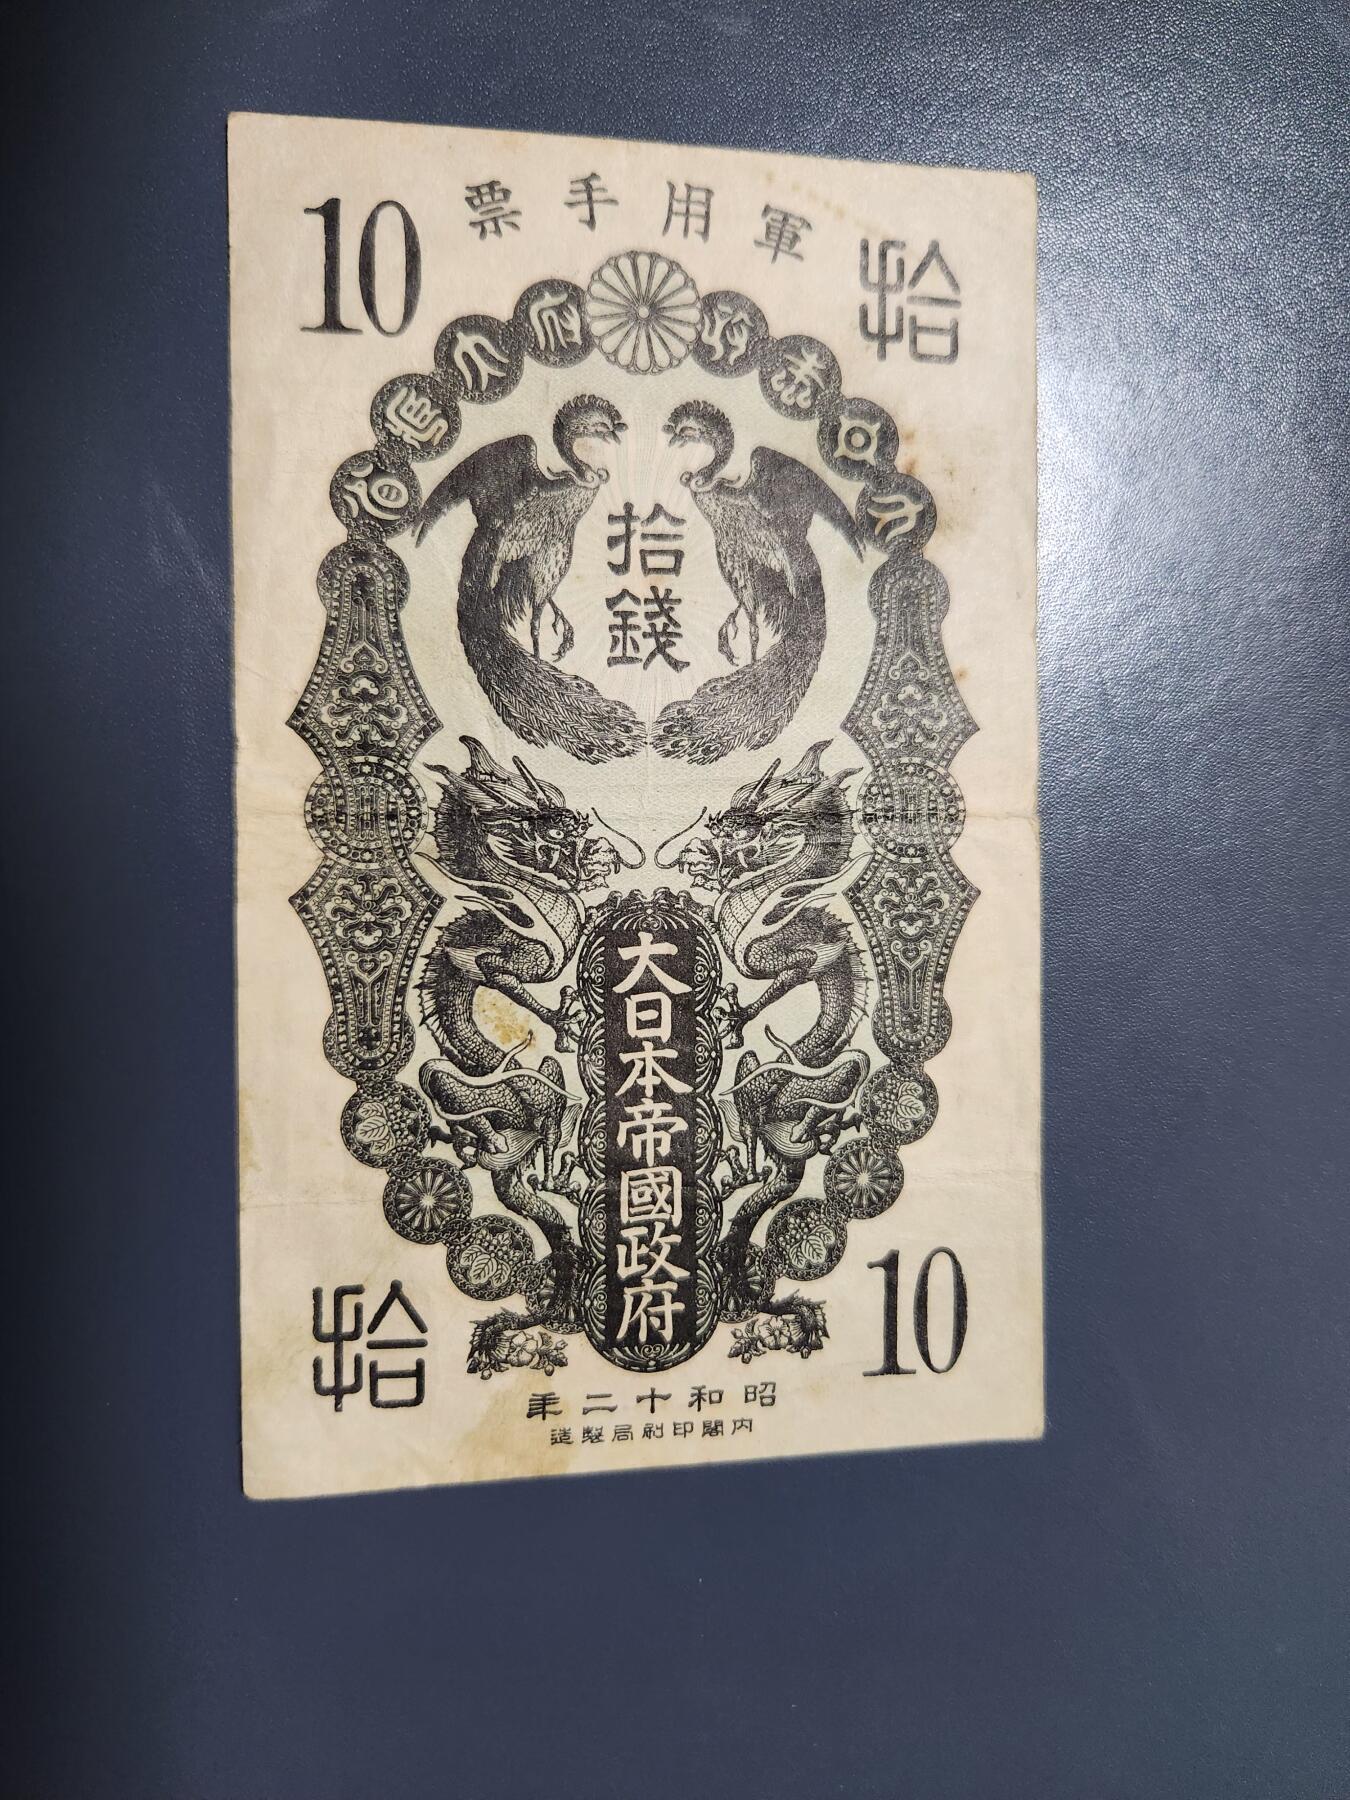 軍用手票
10
拾
拾錢
大日本帝國政府
拾
10
昭和十二年
内閣印刷局製造